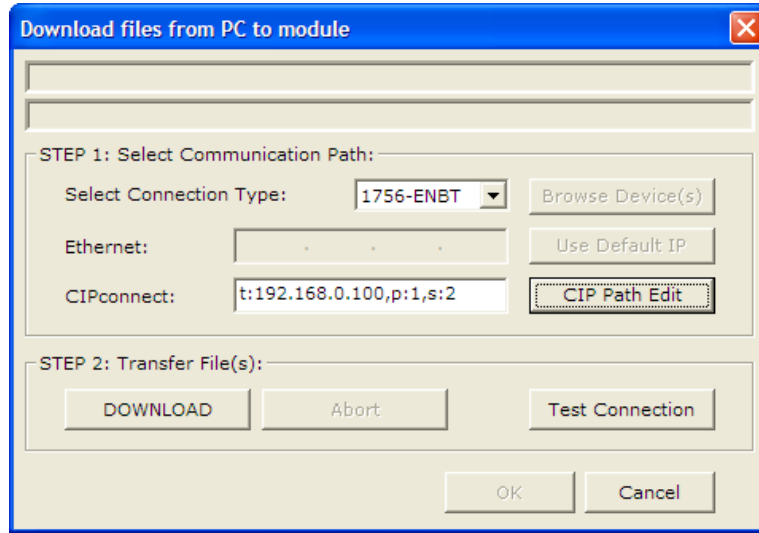 Download files from PC to module
STEP 1: Select Communication Path:
Select Connection Type: 1756-ENBT Browse Device(s)
Ethernet: . . . Use Default IP
CIPconnect: t:192.168.0.100,p:1,s:2 CIP Path Edit
STEP 2: Transfer File(s):
DOWNLOAD Abort Test Connection
OK Cancel